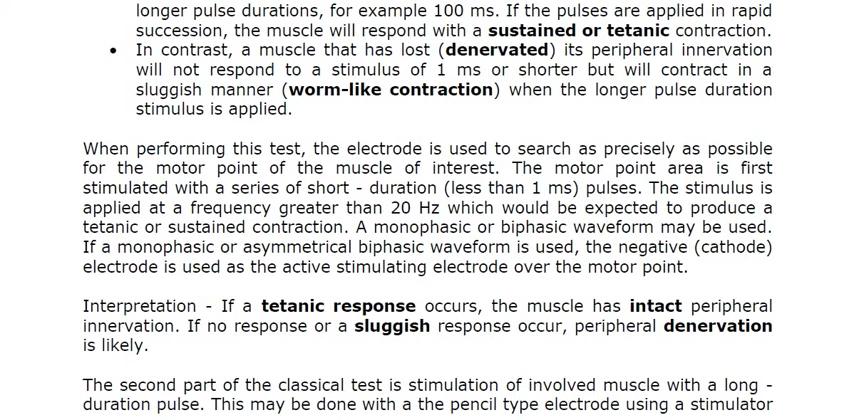 longer pulse durations, for example 100 ms. If the pulses are applied in rapid
succession, the muscle will respond with a sustained or tetanic contraction.
• In contrast, a muscle that has lost (denervated) its peripheral innervation
will not respond to a stimulus of 1 ms or shorter but will contract in a
sluggish manner (worm-like contraction) when the longer pulse duration
stimulus is applied.
When performing this test, the electrode is used to search as precisely as possible
for the motor point of the muscle of interest. The motor point area is first
stimulated with a series of short - duration (less than 1 ms) pulses. The stimulus is
applied at a frequency greater than 20 Hz which would be expected to produce a
tetanic or sustained contraction. A monophasic or biphasic waveform may be used.
If a monophasic or asymmetrical biphasic waveform is used, the negative (cathode)
electrode is used as the active stimulating electrode over the motor point.
Interpretation - If a tetanic response occurs, the muscle has intact peripheral
innervation. If no response or a sluggish response occur, peripheral denervation
is likely.
The second part of the classical test is stimulation of involved muscle with a long -
duration pulse. This may be done with a the pencil type electrode using a stimulator